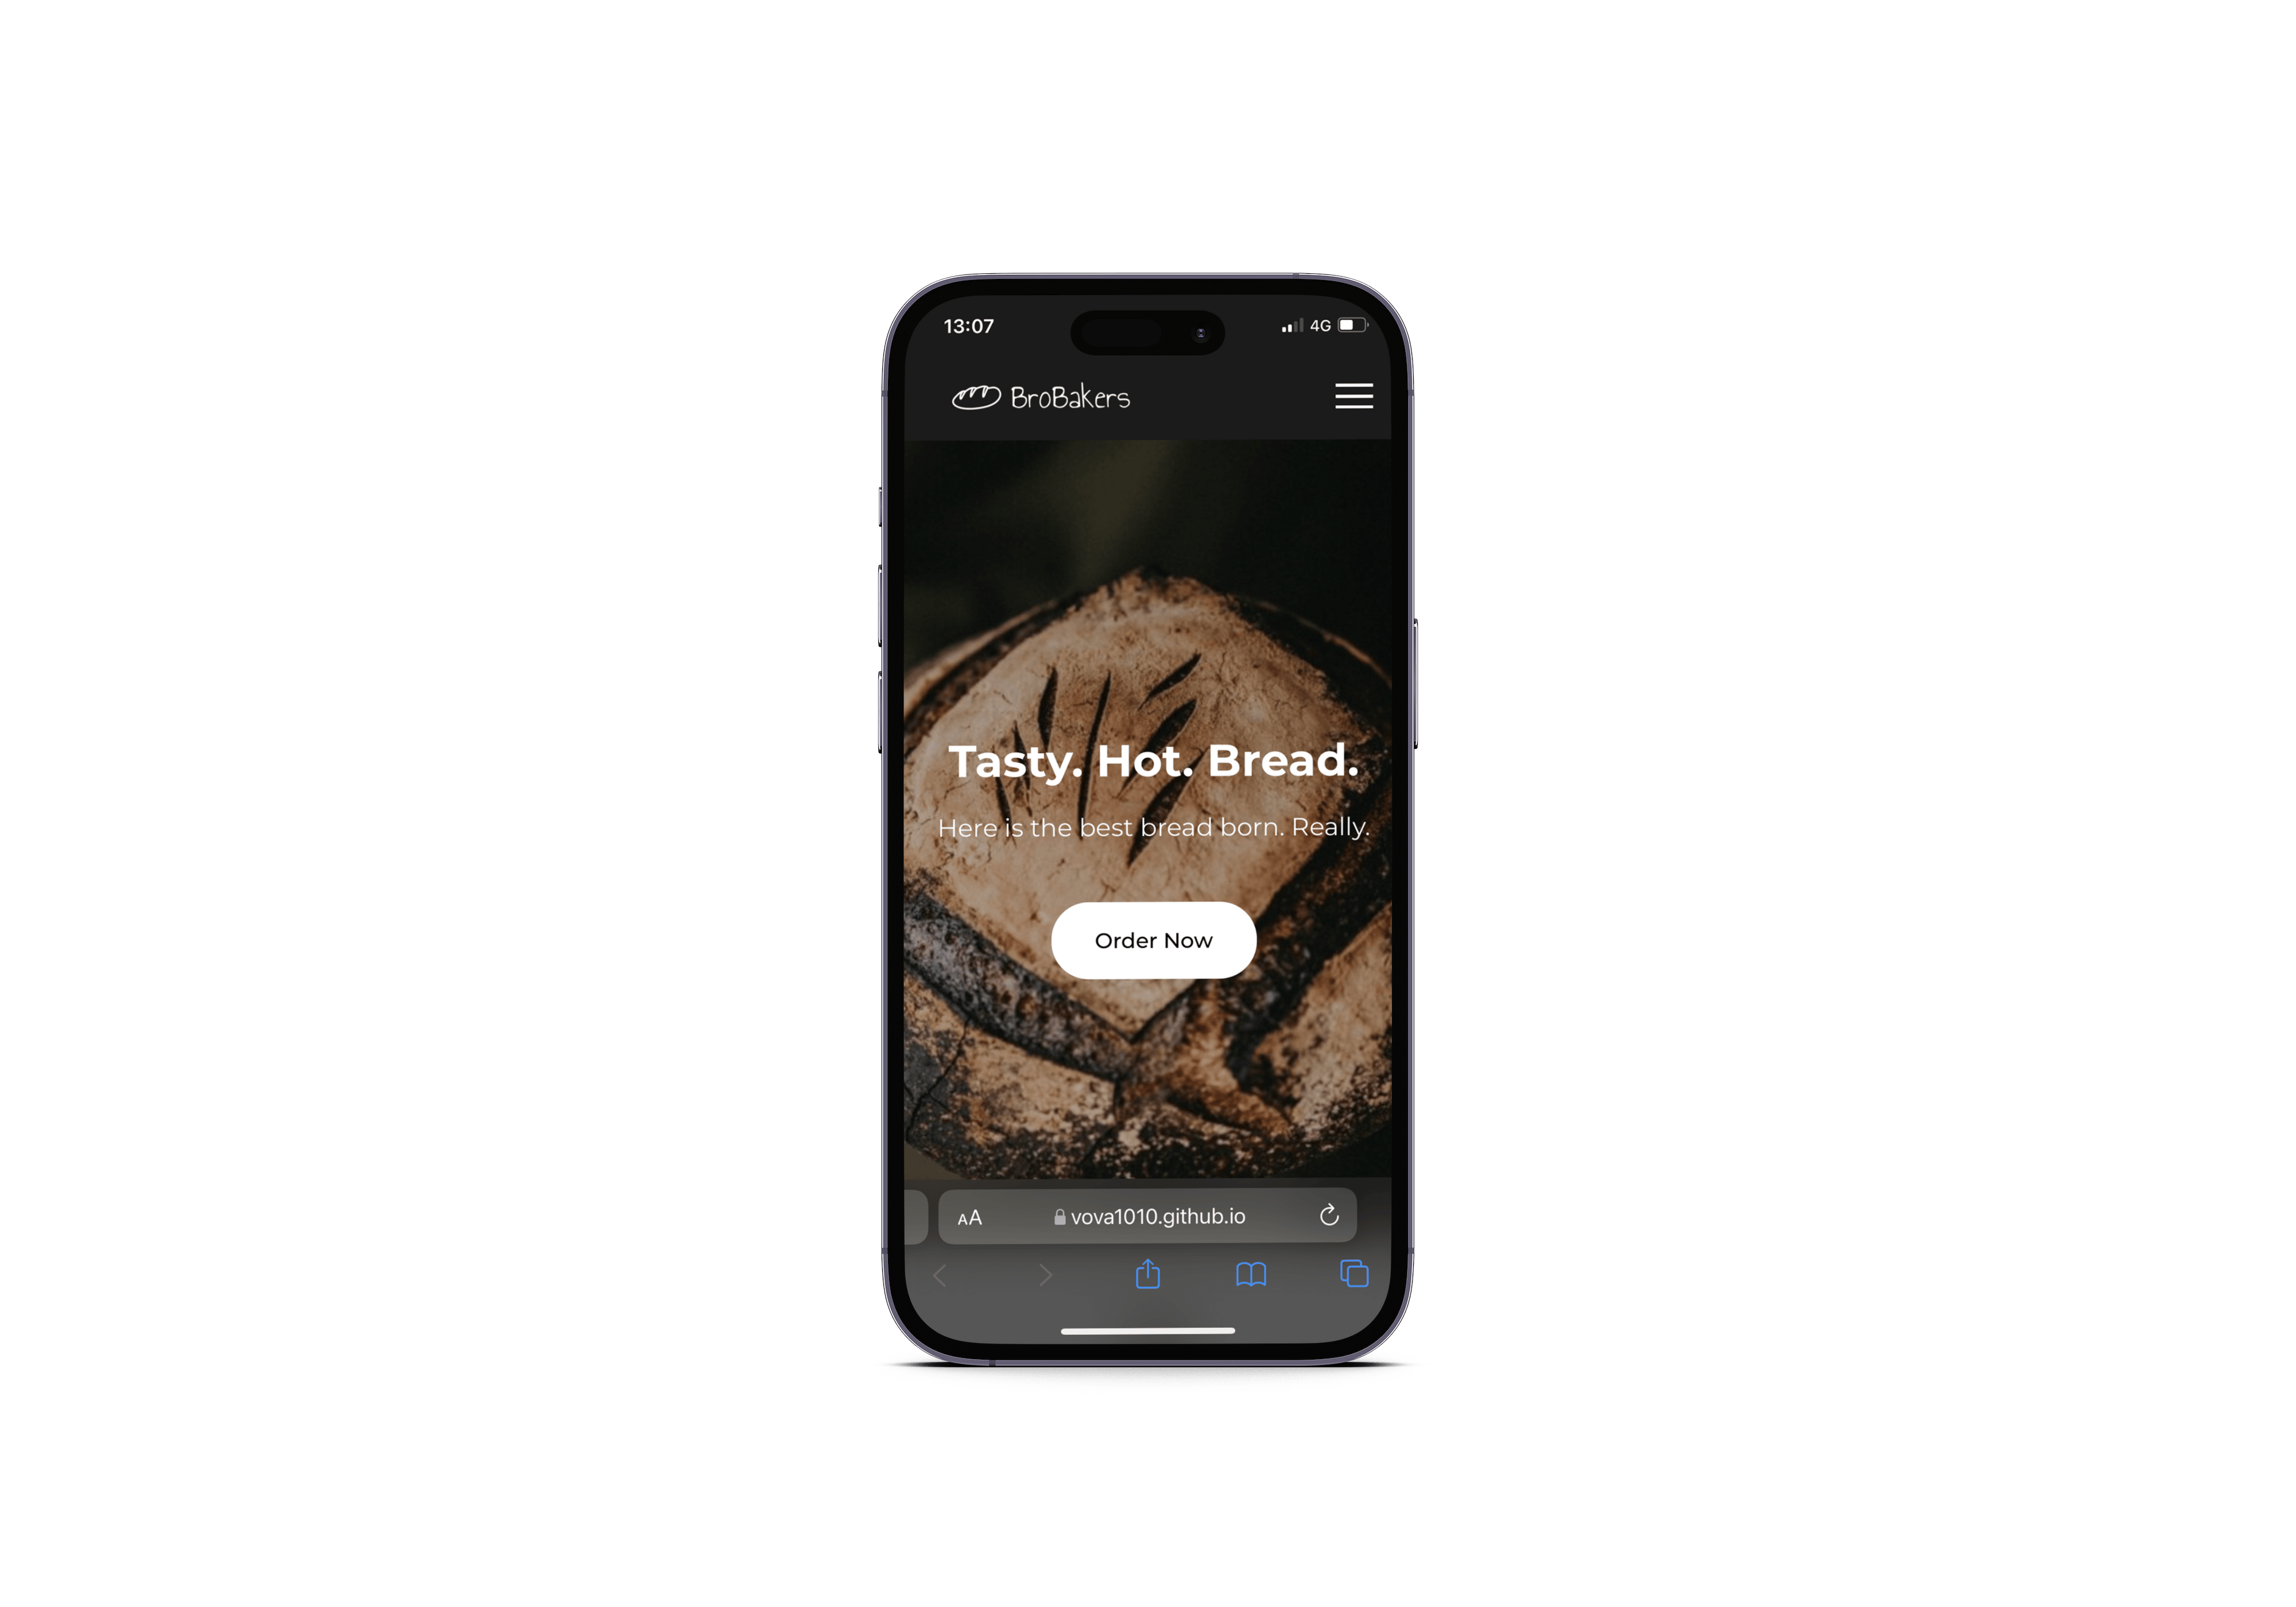 13:07 4G
BroBakers
Tasty. Hot. Bread.
Here is the best bread born. Really.
Order Now
AA vova1010.github.io